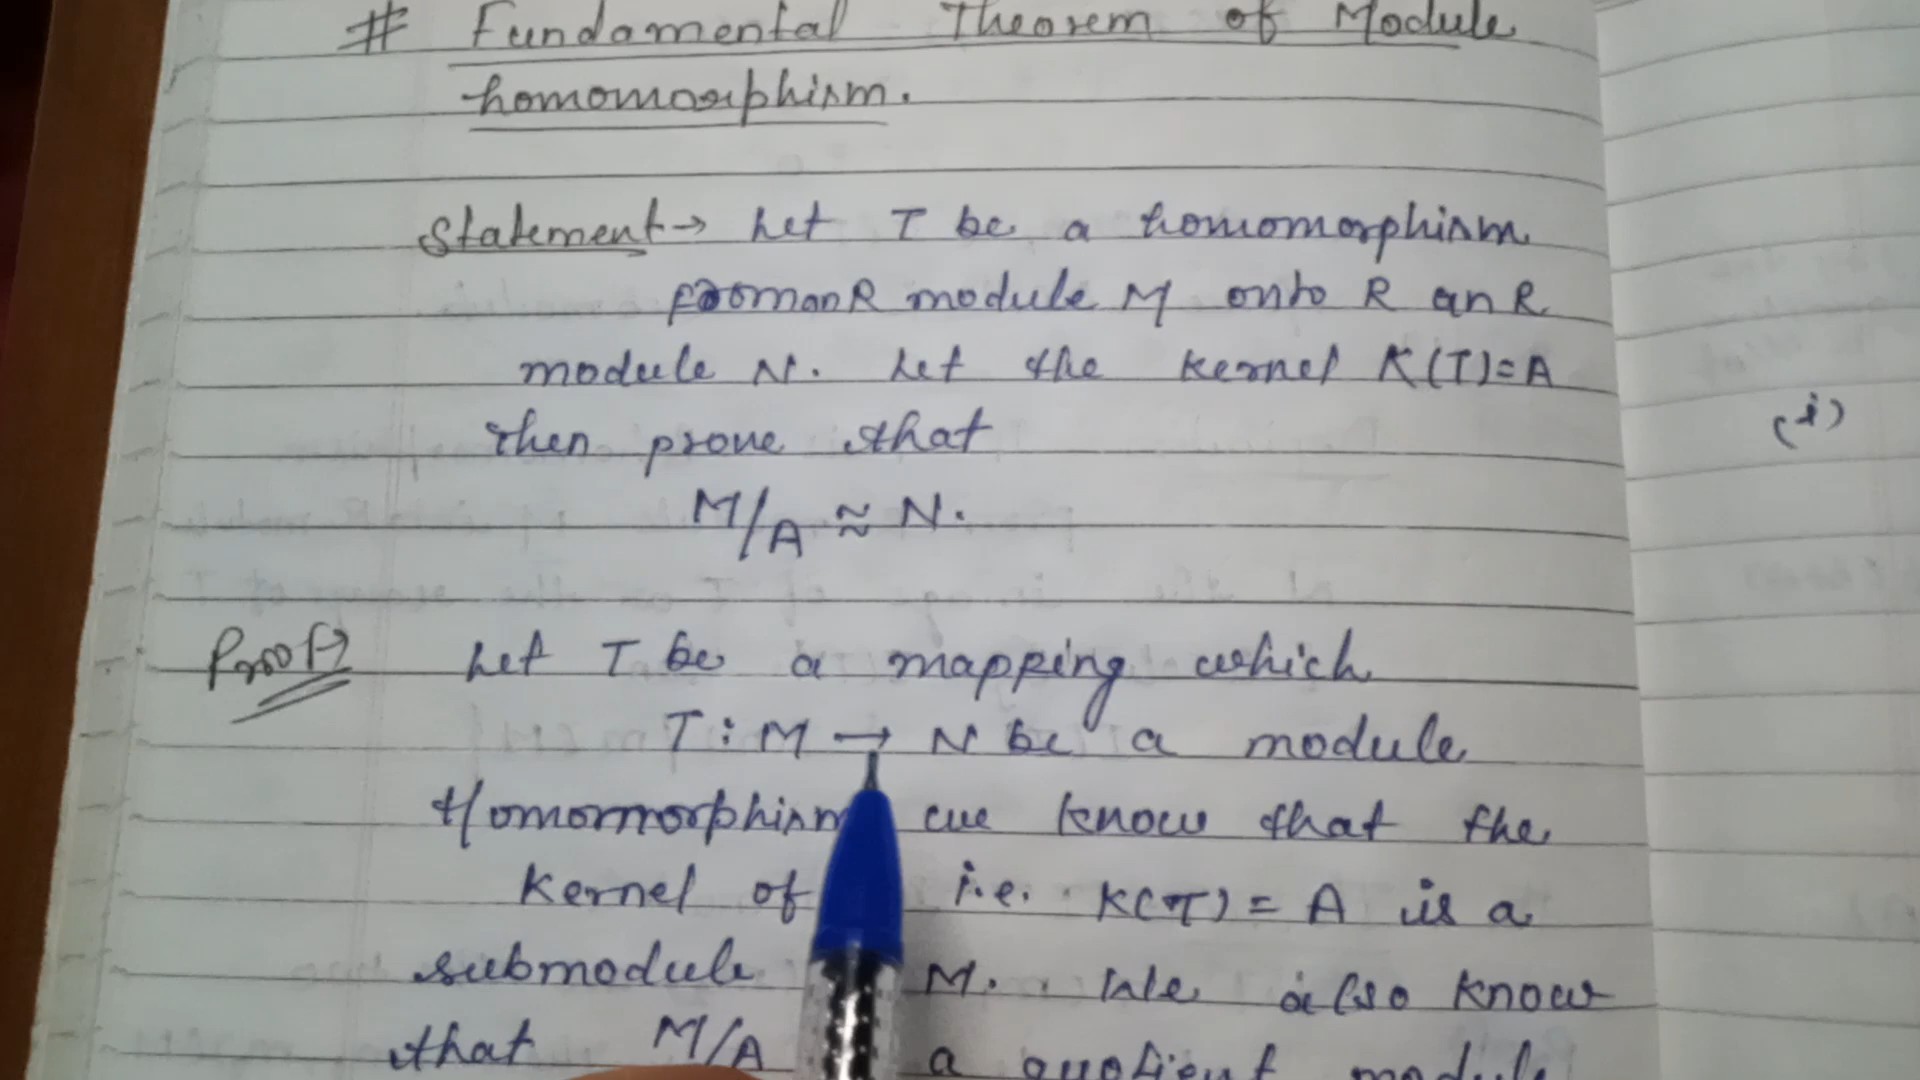 # Fundamental Theorem of Module
homomorphism.
Statement → Let T be a homomorphism
from an R module M onto R an R
module N. Let the kernel K(T)=A
then prove that
M/A ≈ N.
Proof→ Let T be a mapping which
T : M → N be a module
Homomorphism we know that the
Kernel of i.e. K(T) = A is a
submodule M. We also know
that M/A a quotient module
(i)